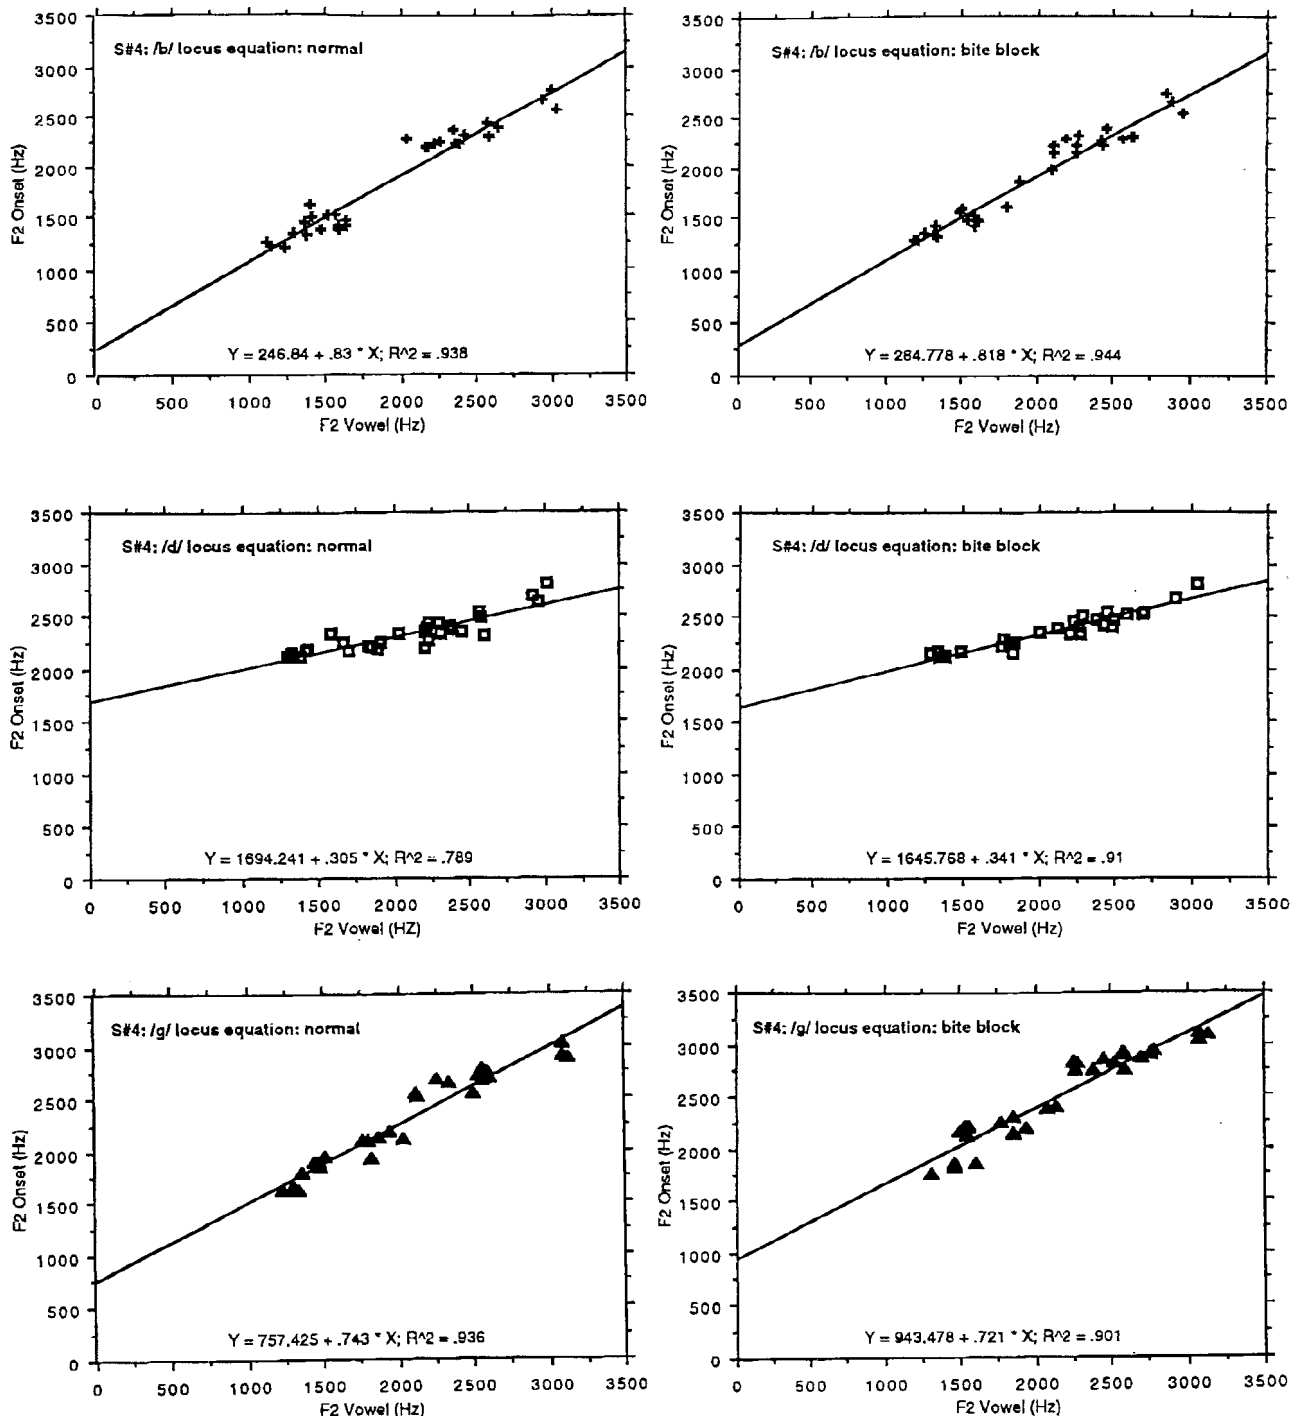 S#4: /b/ locus equation: normal
3500
3000
2500
2000
1500
1000
500
0
F2 Onset (Hz)
Y = 246.84 + .83 * X; R^2 = .938
0 500 1000 1500 2000 2500 3000 3500
F2 Vowel (Hz)
S#4: /b/ locus equation: bite block
3500
3000
2500
2000
1500
1000
500
0
F2 Onset (Hz)
Y = 284.778 + .818 * X; R^2 = .944
0 500 1000 1500 2000 2500 3000 3500
F2 Vowel (Hz)
S#4: /d/ locus equation: normal
3500
3000
2500
2000
1500
1000
500
0
F2 Onset (Hz)
Y = 1694.241 + .305 * X; R^2 = .789
0 500 1000 1500 2000 2500 3000 3500
F2 Vowel (HZ)
S#4: /d/ locus equation: bite block
3500
3000
2500
2000
1500
1000
500
0
F2 Onset (Hz)
Y = 1645.768 + .341 * X; R^2 = .91
0 500 1000 1500 2000 2500 3000 3500
F2 Vowel (Hz)
S#4: /g/ locus equation: normal
3500
3000
2500
2000
1500
1000
500
0
F2 Onset (Hz)
Y = 757.425 + .743 * X; R^2 = .936
0 500 1000 1500 2000 2500 3000 3500
F2 Vowel (Hz)
S#4: /g/ locus equation: bite block
3500
3000
2500
2000
1500
1000
500
0
F2 Onset (Hz)
Y = 943.478 + .721 * X; R^2 = .901
0 500 1000 1500 2000 2500 3000 3500
F2 Vowel (Hz)